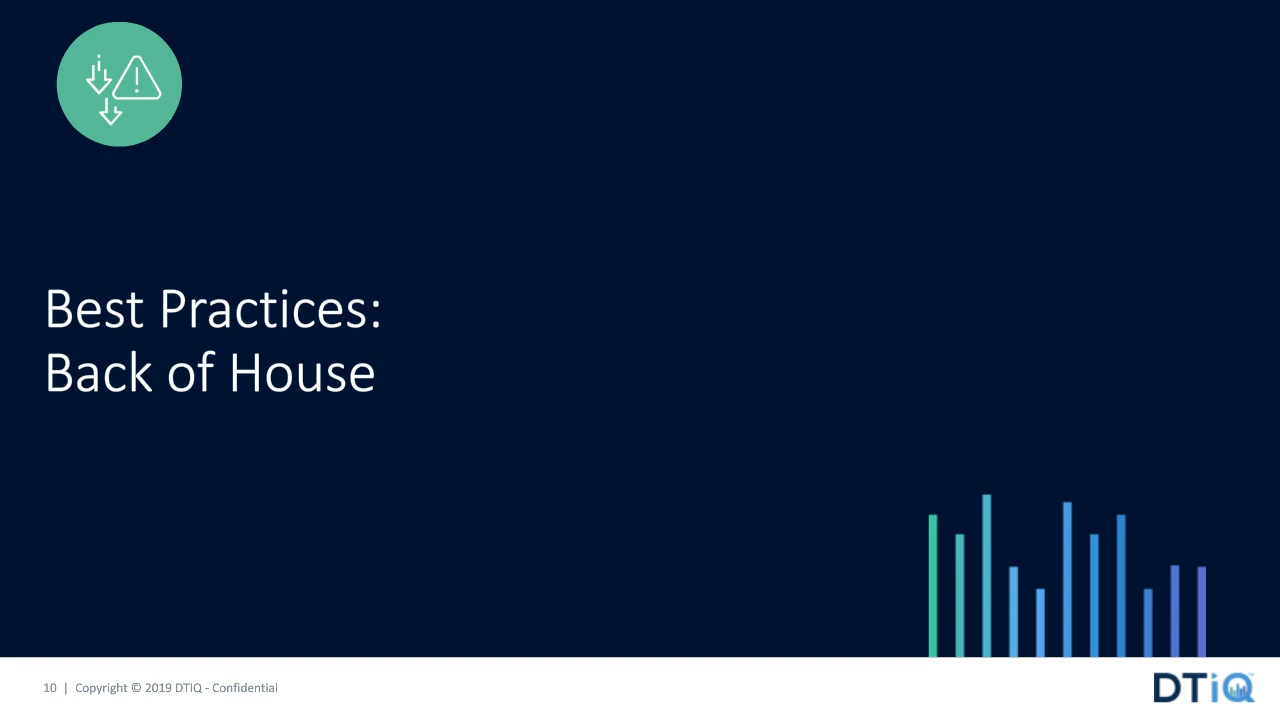 Best Practices:
Back of House
10 | Copyright © 2019 DTIQ - Confidential
DTiQ